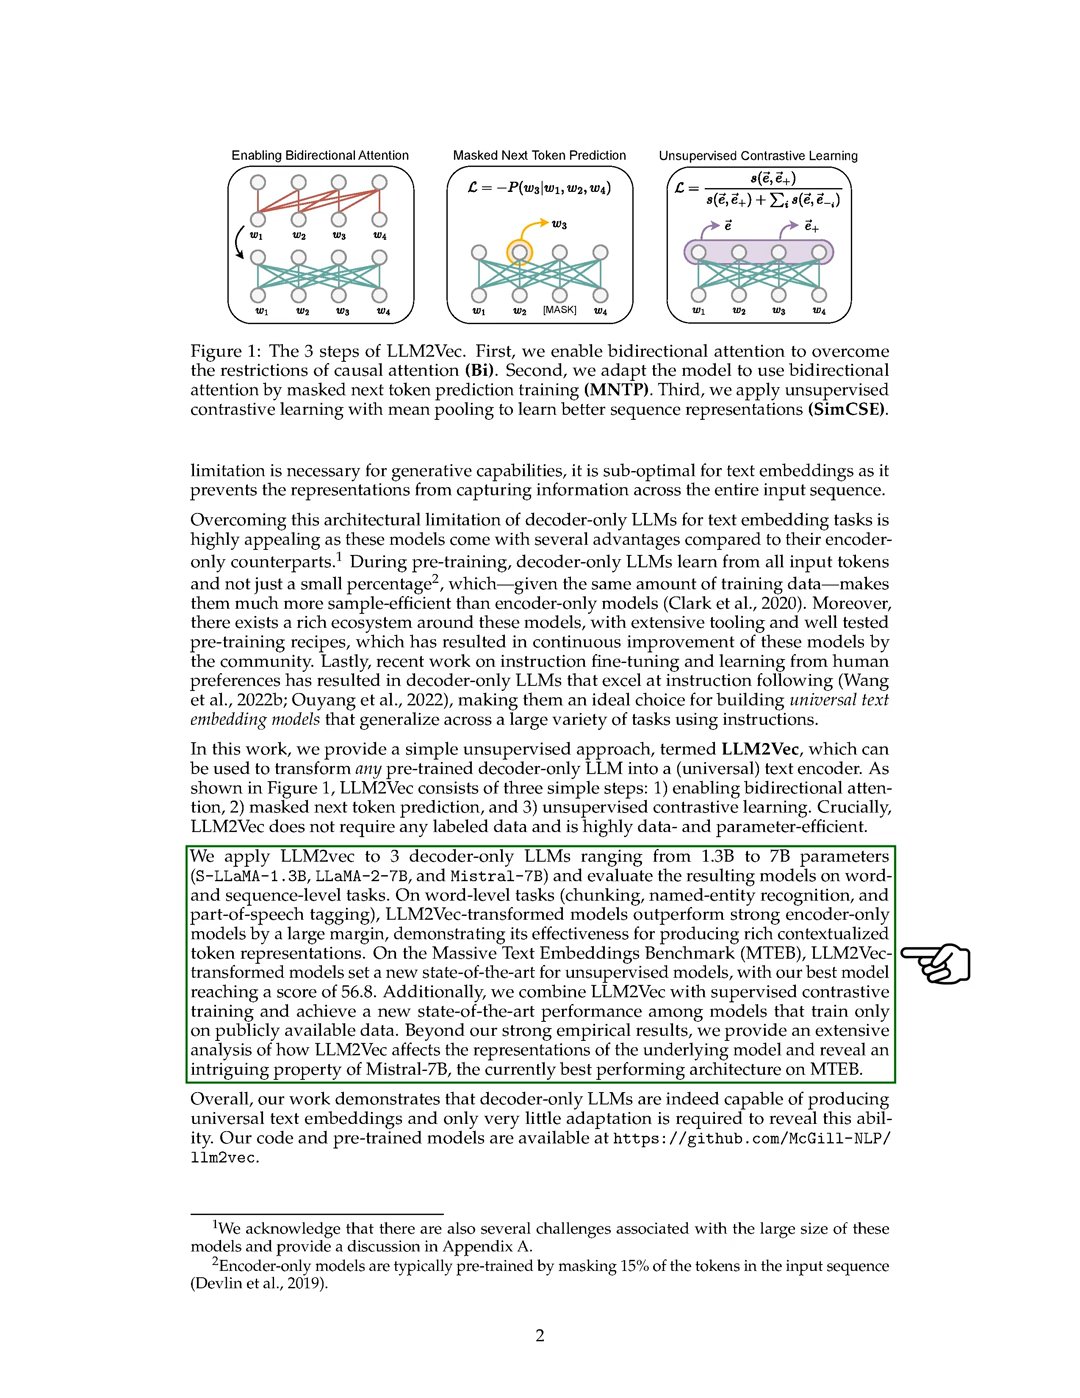 Enabling Bidirectional Attention
Masked Next Token Prediction
Unsupervised Contrastive Learning
w1 w2 w3 w4
w1 w2 w3 w4
L = −P(w3|w1, w2, w4)
w3
w1 w2 [MASK] w4
L = s(e⃗, e⃗+) / s(e⃗, e⃗+) + ∑i s(e⃗, e⃗−i)
e⃗ e⃗+
w1 w2 w3 w4
Figure 1: The 3 steps of LLM2Vec. First, we enable bidirectional attention to overcome
the restrictions of causal attention (Bi). Second, we adapt the model to use bidirectional
attention by masked next token prediction training (MNTP). Third, we apply unsupervised
contrastive learning with mean pooling to learn better sequence representations (SimCSE).
limitation is necessary for generative capabilities, it is sub-optimal for text embeddings as it
prevents the representations from capturing information across the entire input sequence.
Overcoming this architectural limitation of decoder-only LLMs for text embedding tasks is
highly appealing as these models come with several advantages compared to their encoder-
only counterparts.1 During pre-training, decoder-only LLMs learn from all input tokens
and not just a small percentage2, which—given the same amount of training data—makes
them much more sample-efficient than encoder-only models (Clark et al., 2020). Moreover,
there exists a rich ecosystem around these models, with extensive tooling and well tested
pre-training recipes, which has resulted in continuous improvement of these models by
the community. Lastly, recent work on instruction fine-tuning and learning from human
preferences has resulted in decoder-only LLMs that excel at instruction following (Wang
et al., 2022b; Ouyang et al., 2022), making them an ideal choice for building universal text
embedding models that generalize across a large variety of tasks using instructions.
In this work, we provide a simple unsupervised approach, termed LLM2Vec, which can
be used to transform any pre-trained decoder-only LLM into a (universal) text encoder. As
shown in Figure 1, LLM2Vec consists of three simple steps: 1) enabling bidirectional atten-
tion, 2) masked next token prediction, and 3) unsupervised contrastive learning. Crucially,
LLM2Vec does not require any labeled data and is highly data- and parameter-efficient.
We apply LLM2vec to 3 decoder-only LLMs ranging from 1.3B to 7B parameters
(S-LLaMA-1.3B, LLaMA-2-7B, and Mistral-7B) and evaluate the resulting models on word-
and sequence-level tasks. On word-level tasks (chunking, named-entity recognition, and
part-of-speech tagging), LLM2Vec-transformed models outperform strong encoder-only
models by a large margin, demonstrating its effectiveness for producing rich contextualized
token representations. On the Massive Text Embeddings Benchmark (MTEB), LLM2Vec-
transformed models set a new state-of-the-art for unsupervised models, with our best model
reaching a score of 56.8. Additionally, we combine LLM2Vec with supervised contrastive
training and achieve a new state-of-the-art performance among models that train only
on publicly available data. Beyond our strong empirical results, we provide an extensive
analysis of how LLM2Vec affects the representations of the underlying model and reveal an
intriguing property of Mistral-7B, the currently best performing architecture on MTEB.
Overall, our work demonstrates that decoder-only LLMs are indeed capable of producing
universal text embeddings and only very little adaptation is required to reveal this abil-
ity. Our code and pre-trained models are available at https://github.com/McGill-NLP/
llm2vec.
1We acknowledge that there are also several challenges associated with the large size of these
models and provide a discussion in Appendix A.
2Encoder-only models are typically pre-trained by masking 15% of the tokens in the input sequence
(Devlin et al., 2019).
2